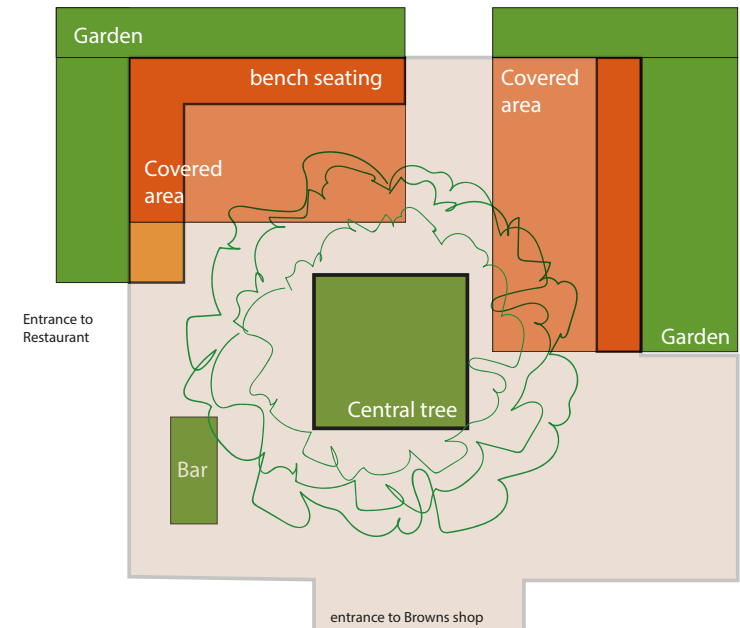 Garden
bench seating
Covered
area
Covered
area
Entrance to
Restaurant
Garden
Central tree
Bar
entrance to Browns shop